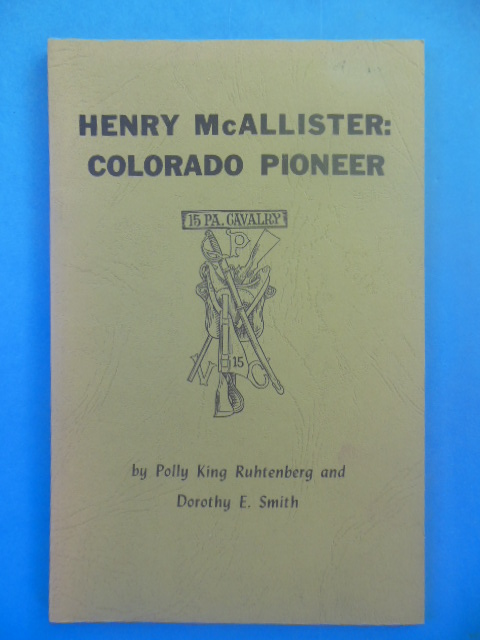 HENRY McALLISTER:
COLORADO PIONEER
15 PA. CAVALRY
P
15
V C
by Polly King Ruhtenberg and
Dorothy E. Smith